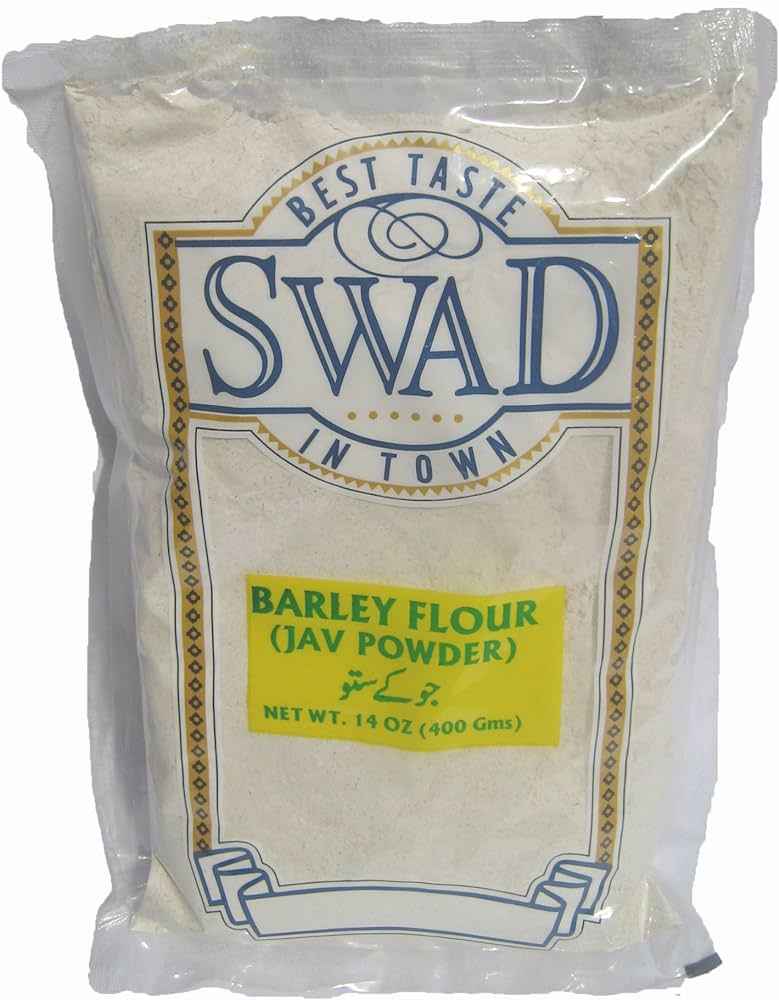 BEST TASTE
SWAD
IN TOWN
BARLEY FLOUR
(JAV POWDER)
جو کے ستو
NET WT. 14 OZ (400 Gms)